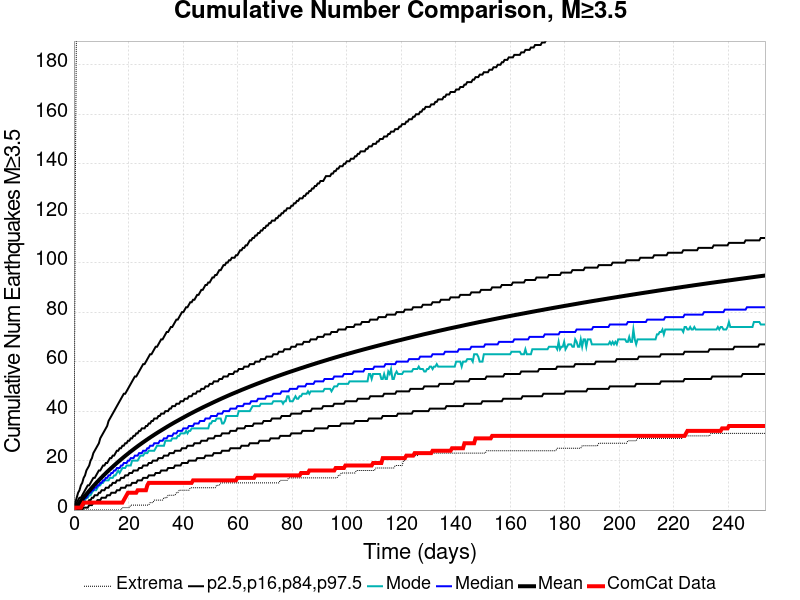 Cumulative Number Comparison, M≥3.5
Cumulative Num Earthquakes M≥3.5
180
160
140
120
100
80
60
40
20
0
0 20 40 60 80 100 120 140 160 180 200 220 240
Time (days)
Extrema p2.5,p16,p84,p97.5 Mode Median Mean ComCat Data